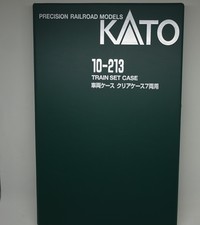 PRECISION RAILROAD MODELS
KATO
10-213
TRAIN SET CASE
車両ケース クリアケース7両用